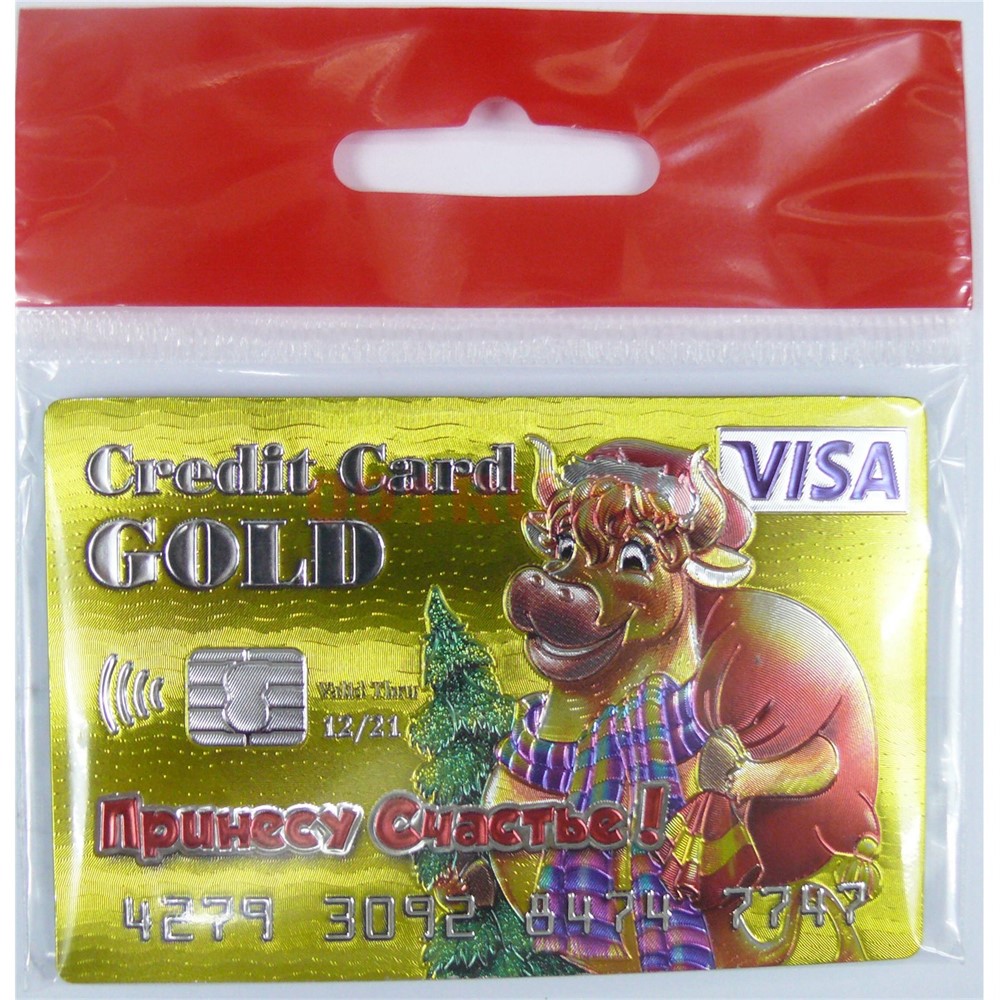 Credit Card
VISA
GOLD
Valid Thru
12/21
Принесу Счастье!
4279 3092 8474 7747